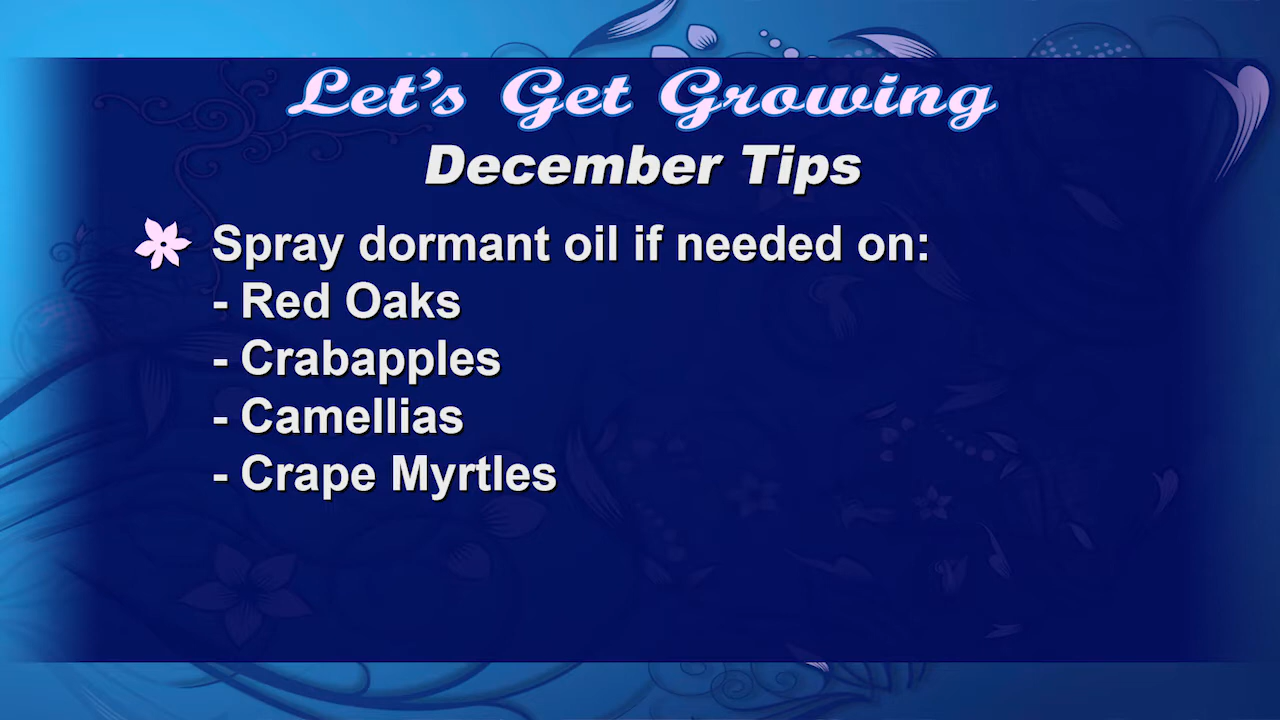 Let's Get Growing
December Tips
Spray dormant oil if needed on:
- Red Oaks
- Crabapples
- Camellias
- Crape Myrtles